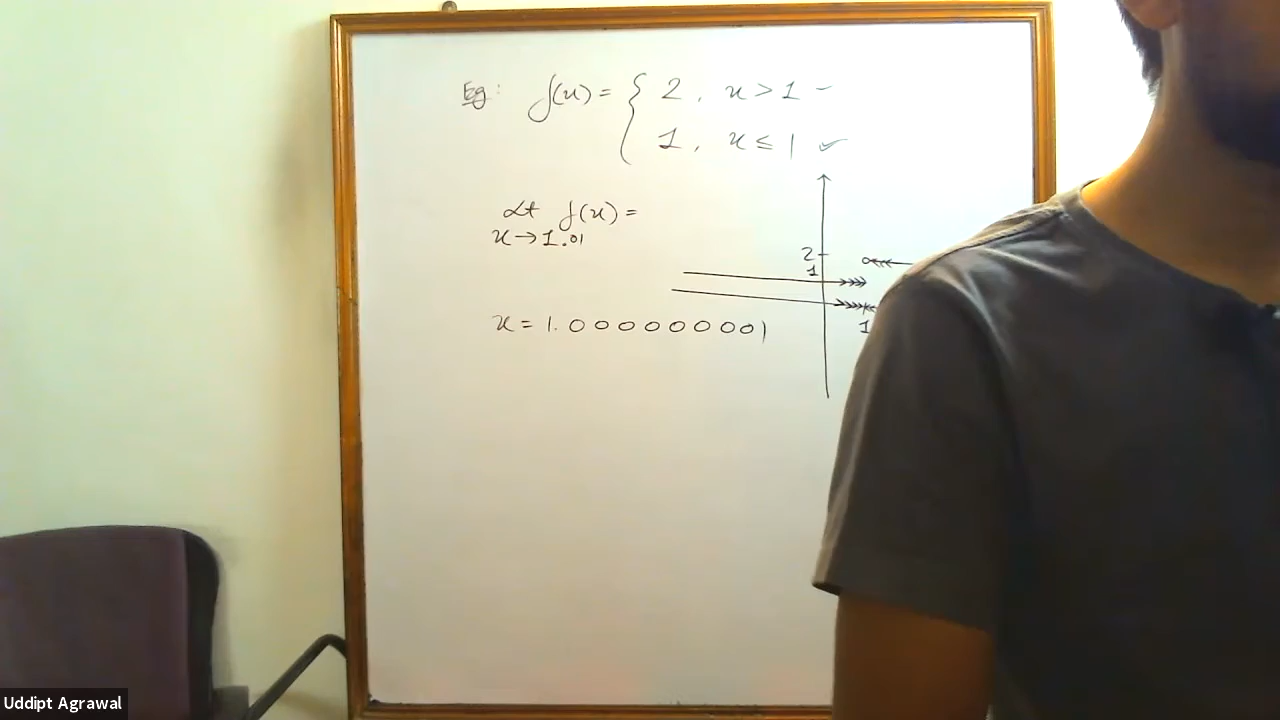 Eg: f(x) = { 2, x > 1
1, x ≤ 1 ✓
Lt f(x) =
x → 1.01
2
1
x = 1.000000001
1
Uddipt Agrawal